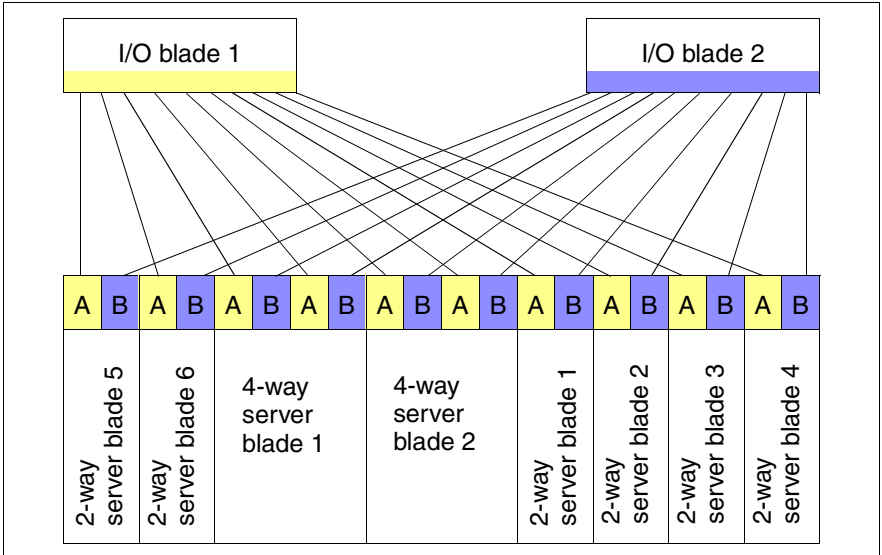 I/O blade 1
I/O blade 2
A B A B A B A B A B A B A B A B A B A B
2-way
server blade 5
2-way
server blade 6
4-way
server
blade 1
4-way
server
blade 2
2-way
server blade 1
2-way
server blade 2
2-way
server blade 3
2-way
server blade 4